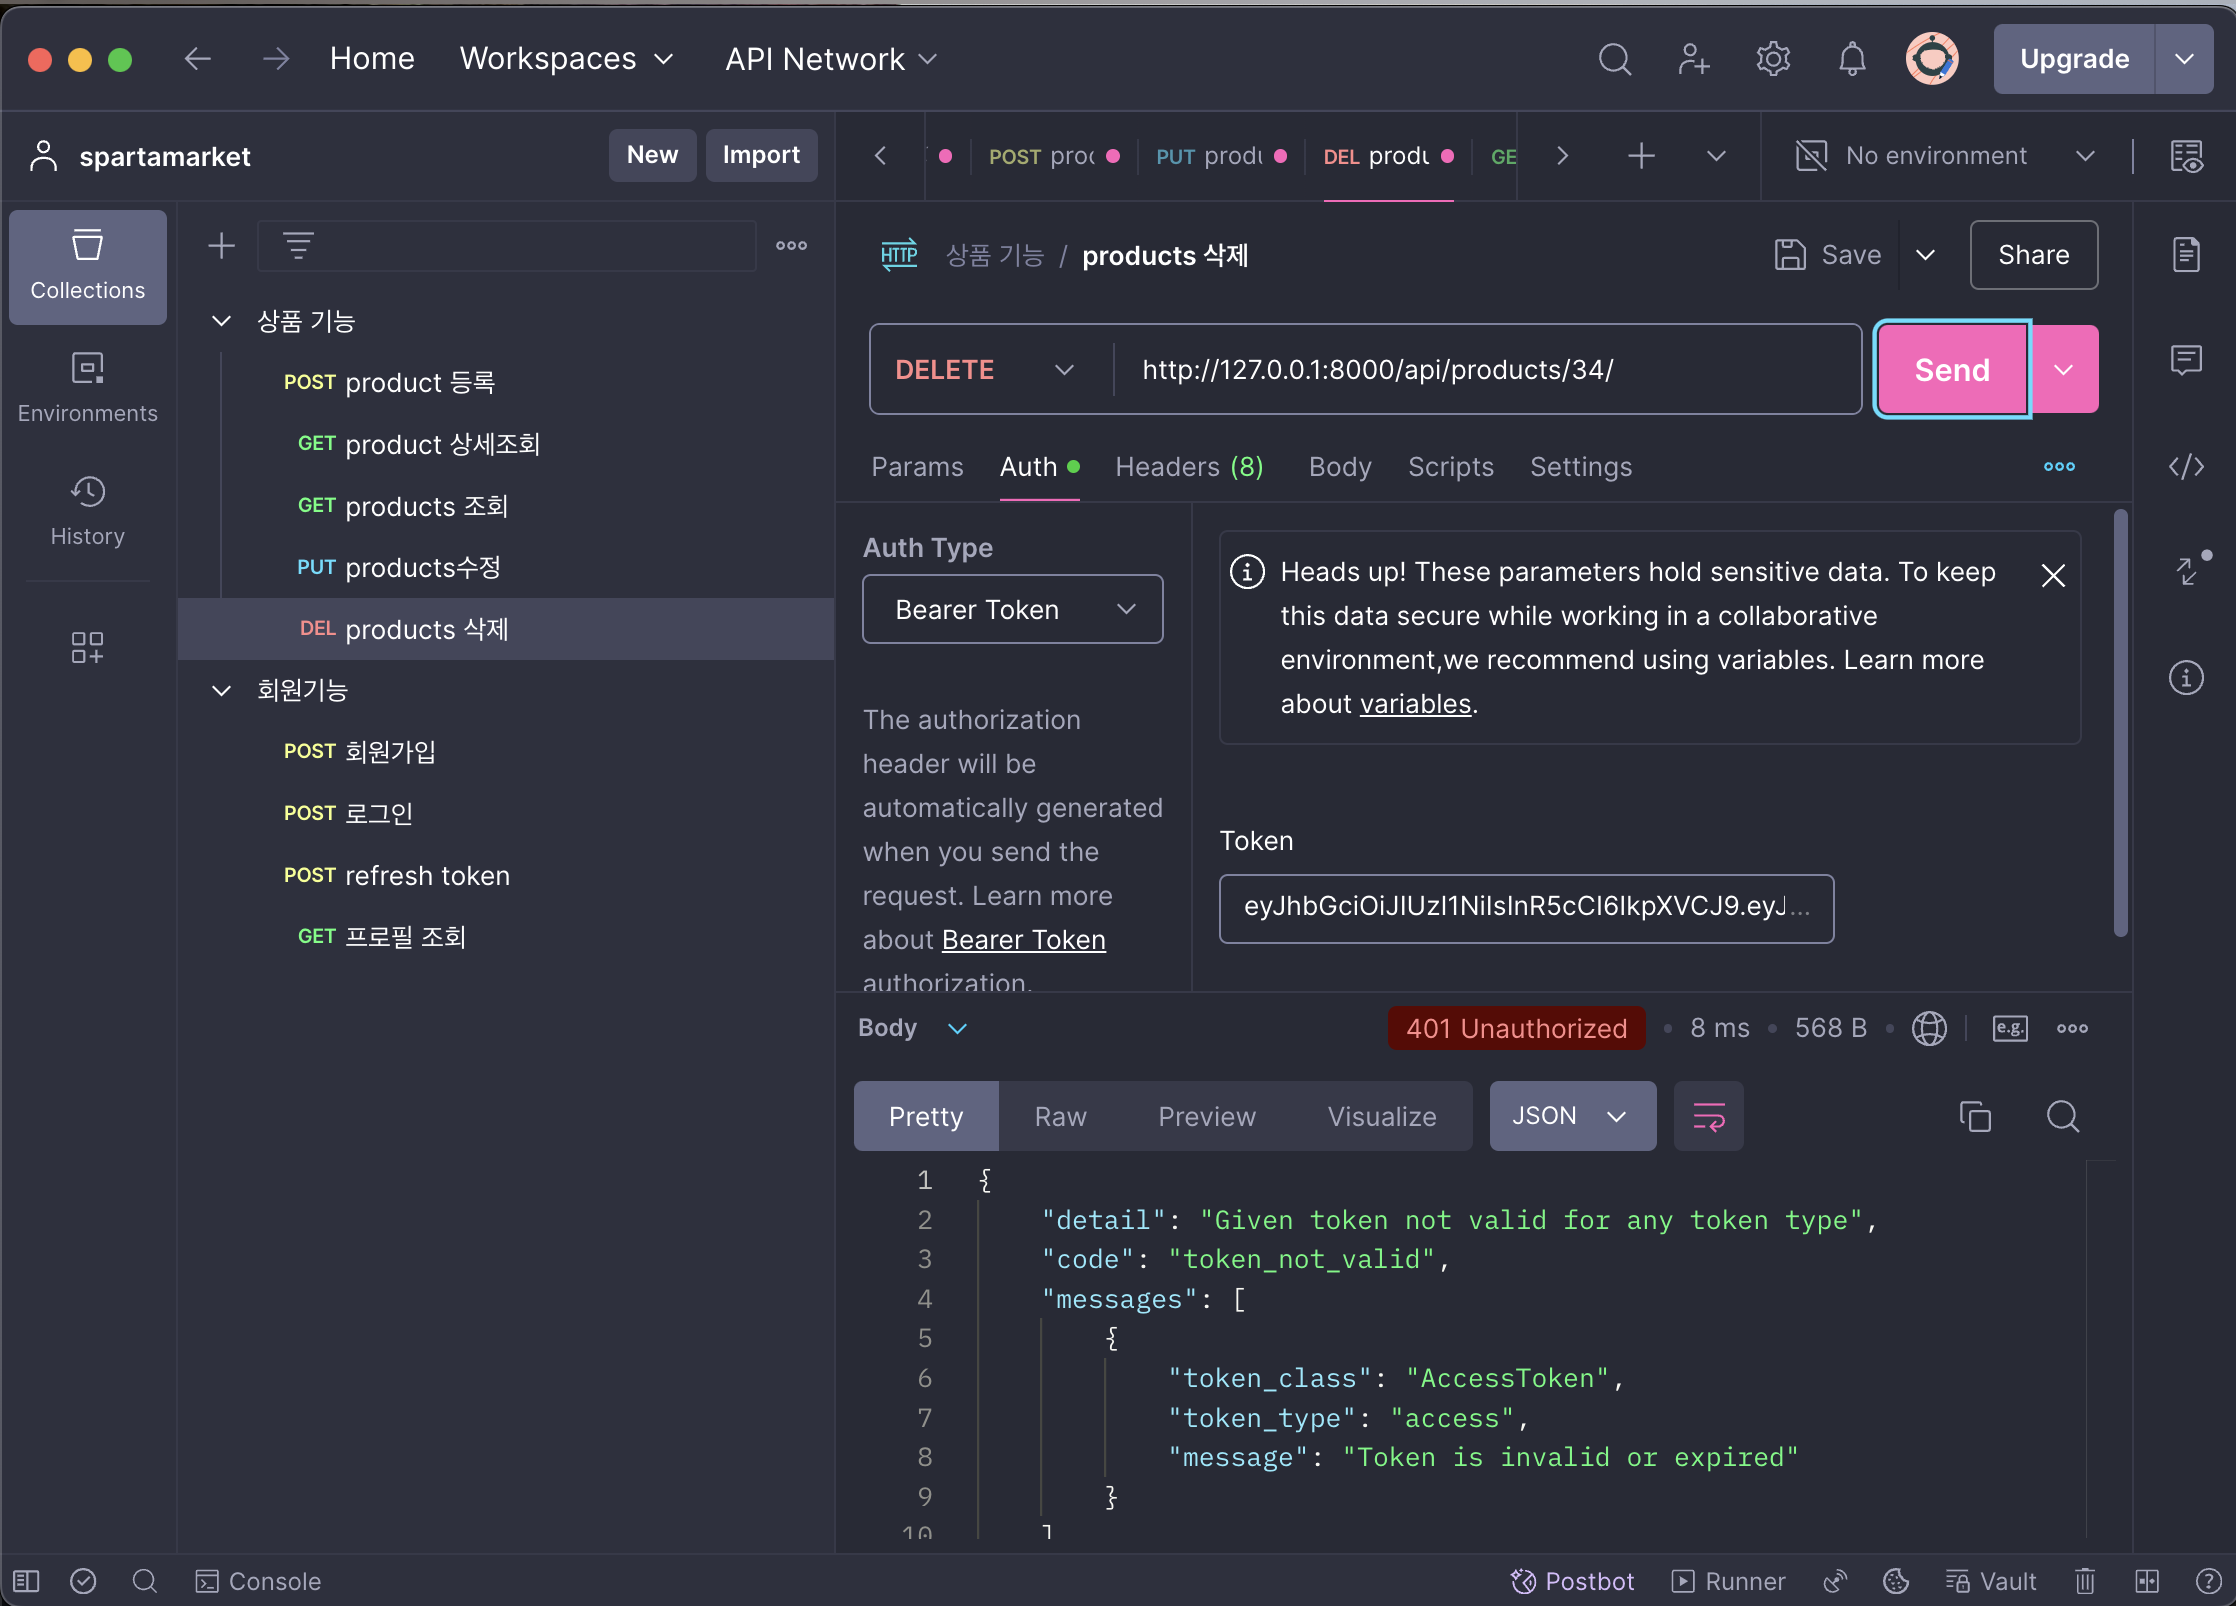 Home
Workspaces
API Network
Upgrade
spartamarket
New
Import
POST
PUT
DEL
No environment
Collections
Environments
History
상품 기능
POST product 등록
GET product 상세조회
GET products 조회
PUT products수정
DEL products 삭제
회원기능
POST 회원가입
POST 로그인
POST refresh token
GET 프로필 조회
HTTP
상품 기능 / products 삭제
Save
Share
DELETE
http://127.0.0.1:8000/api/products/34/
Send
Params
Auth
Headers (8)
Body
Scripts
Settings
Auth Type
Bearer Token
The authorization
header will be
automatically generated
when you send the
request. Learn more
about Bearer Token
authorization.
Heads up! These parameters hold sensitive data. To keep
this data secure while working in a collaborative
environment,we recommend using variables. Learn more
about variables.
Token
eyJhbGciOiJIUzI1NiIsInR5cCI6IkpXVCJ9.eyJ...
Body
401 Unauthorized
8 ms
568 B
e.g.
Pretty
Raw
Preview
Visualize
JSON
1 {
2 "detail": "Given token not valid for any token type",
3 "code": "token_not_valid",
4 "messages": [
5 {
6 "token_class": "AccessToken",
7 "token_type": "access",
8 "message": "Token is invalid or expired"
9 }
10 ]
Console
Postbot
Runner
Vault